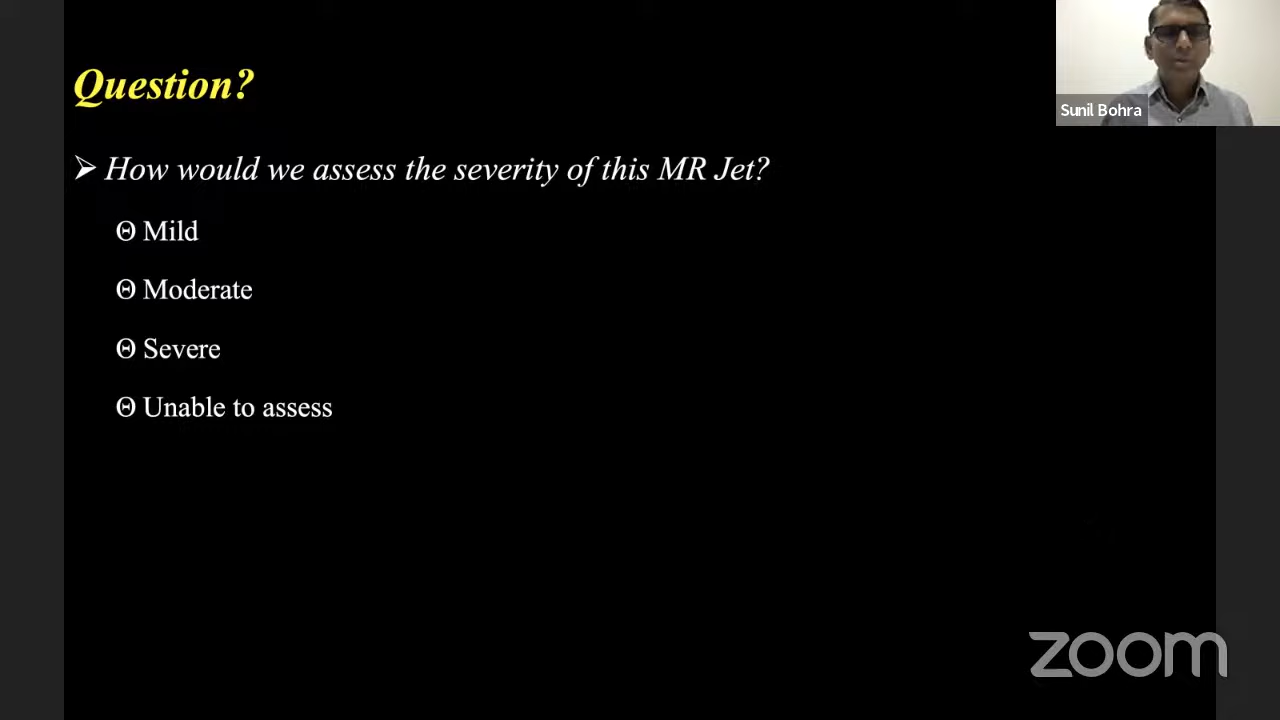 Question?
Sunil Bohra
➢ How would we assess the severity of this MR Jet?
Θ Mild
Θ Moderate
Θ Severe
Θ Unable to assess
zoom